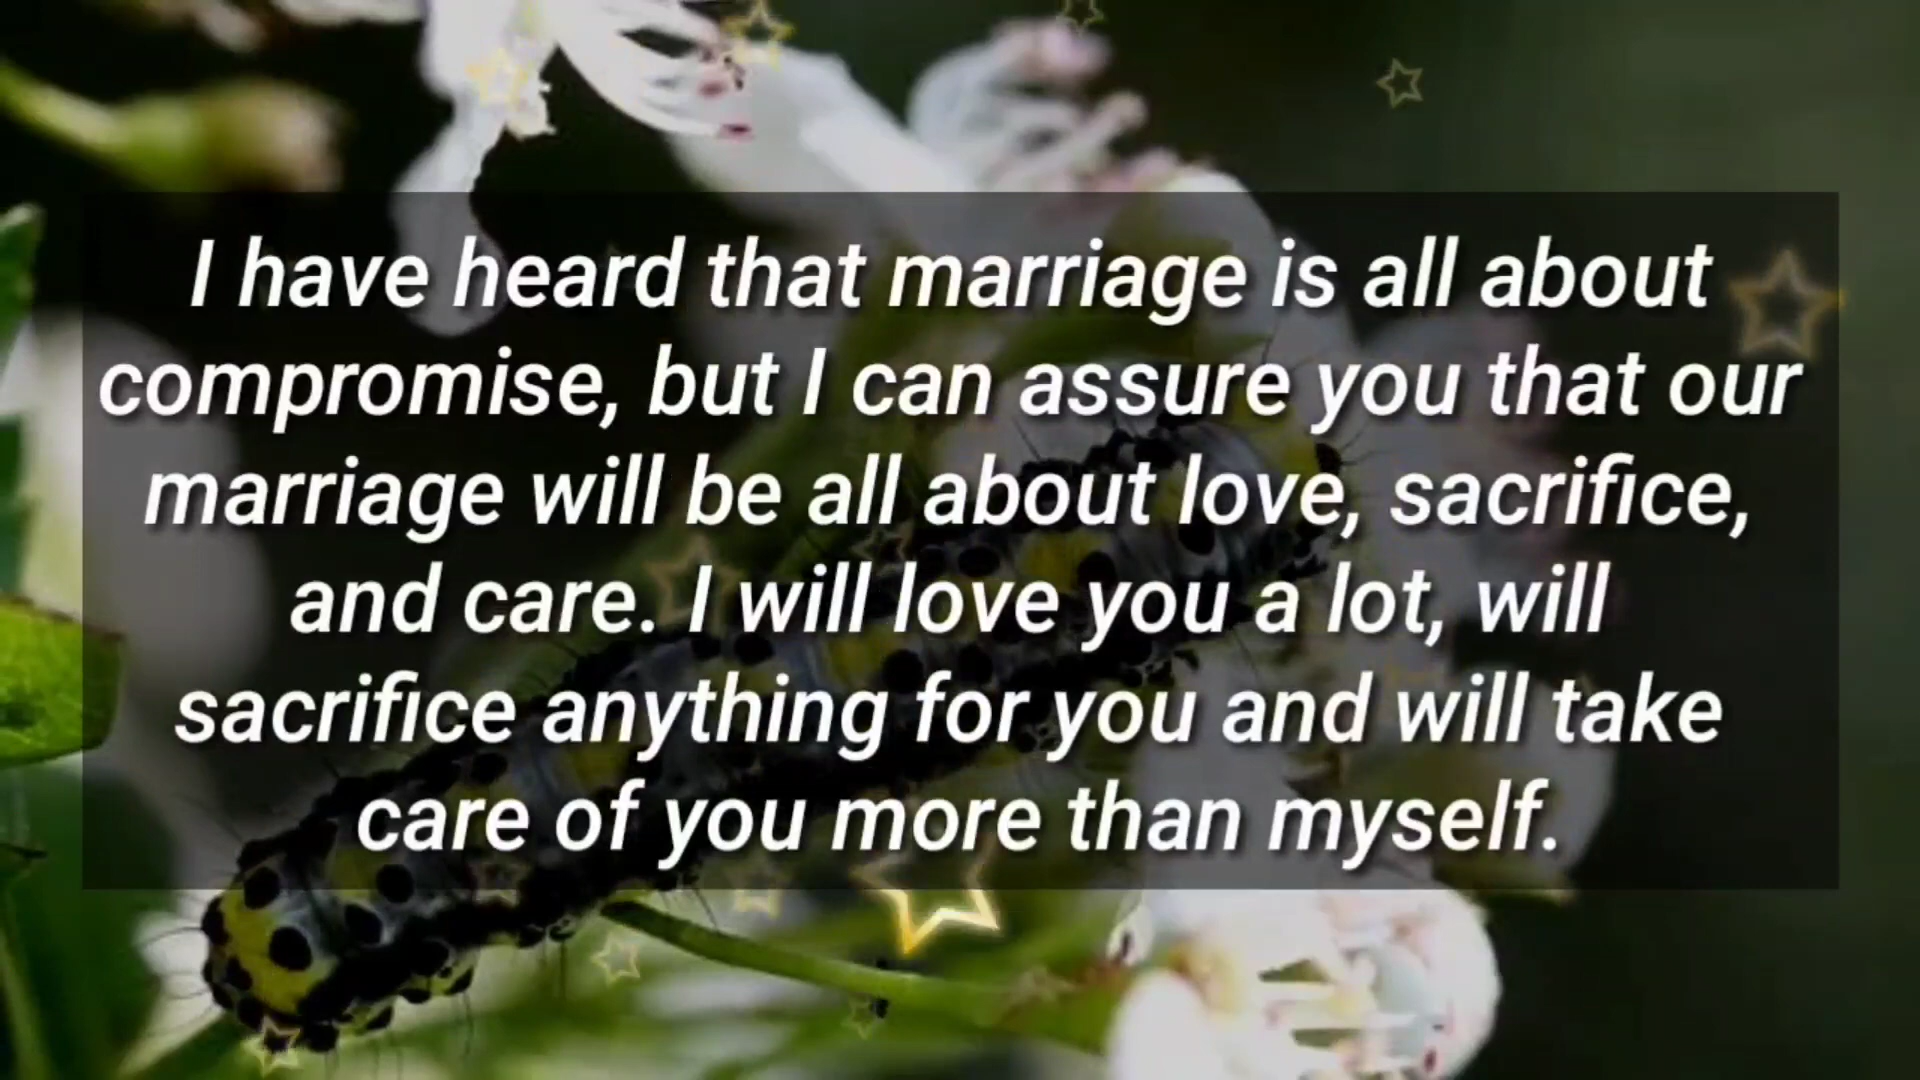 I have heard that marriage is all about
compromise, but I can assure you that our
marriage will be all about love, sacrifice,
and care. I will love you a lot, will
sacrifice anything for you and will take
care of you more than myself.